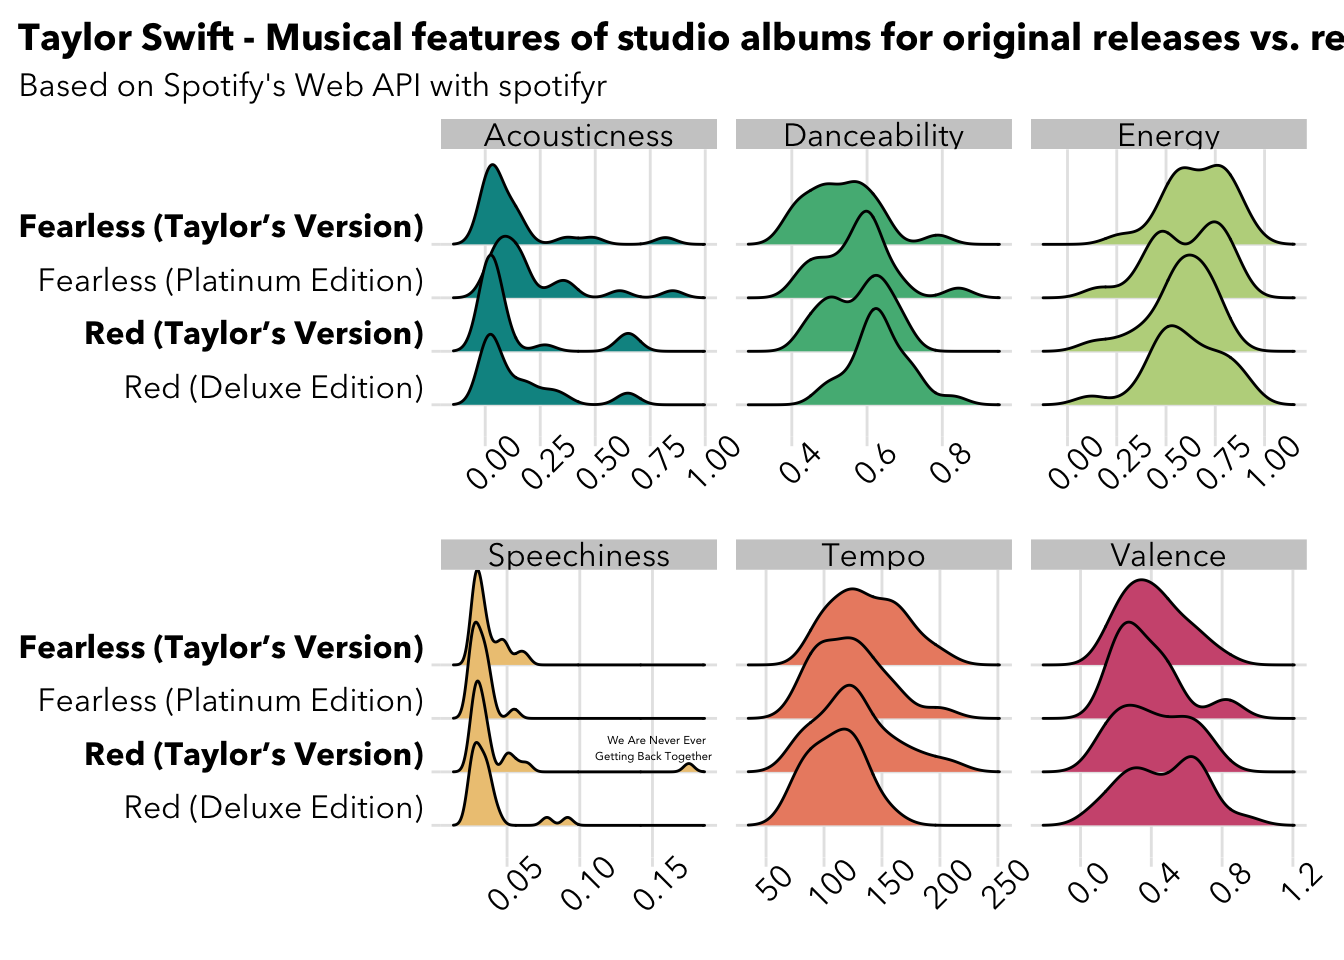 Taylor Swift - Musical features of studio albums for original releases vs. re
Based on Spotify's Web API with spotifyr
Acousticness Danceability Energy
Fearless (Taylor’s Version)
Fearless (Platinum Edition)
Red (Taylor’s Version)
Red (Deluxe Edition)
0.00 0.25 0.50 0.75 1.00 0.4 0.6 0.8 0.00 0.25 0.50 0.75 1.00
Speechiness Tempo Valence
Fearless (Taylor’s Version)
Fearless (Platinum Edition)
Red (Taylor’s Version)
We Are Never Ever
Getting Back Together
Red (Deluxe Edition)
0.05 0.10 0.15 50 100 150 200 250 0.0 0.4 0.8 1.2